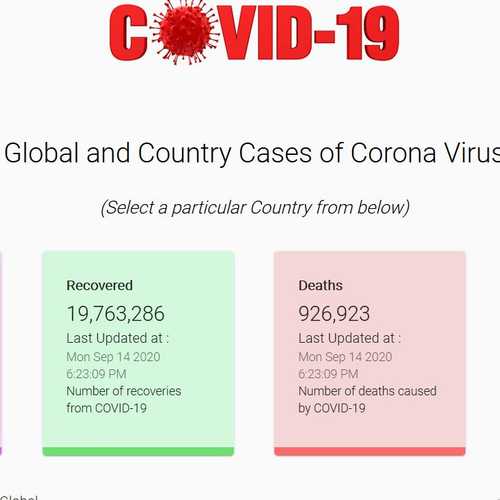 COVID-19
Global and Country Cases of Corona Virus
(Select a particular Country from below)
Recovered
19,763,286
Last Updated at :
Mon Sep 14 2020
6:23:09 PM
Number of recoveries
from COVID-19
Deaths
926,923
Last Updated at :
Mon Sep 14 2020
6:23:09 PM
Number of deaths caused
by COVID-19
Global